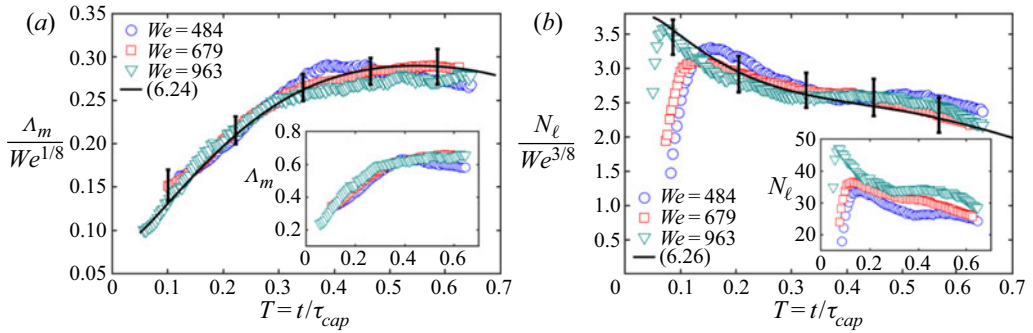 (a)
0.35
0.30
0.25
0.20
0.15
0.10
0.05
Λm
We1/8
We = 484
We = 679
We = 963
(6.24)
0.8
0.6
0.4
0.2
Λm
0 0.2 0.4 0.6
0 0.1 0.2 0.3 0.4 0.5 0.6 0.7
T = t/τcap
(b)
3.5
3.0
2.5
2.0
1.5
1.0
0.5
Nℓ
We3/8
We = 484
We = 679
We = 963
(6.26)
50
40
30
20
Nℓ
0 0.2 0.4 0.6
0 0.1 0.2 0.3 0.4 0.5 0.6 0.7
T = t/τcap